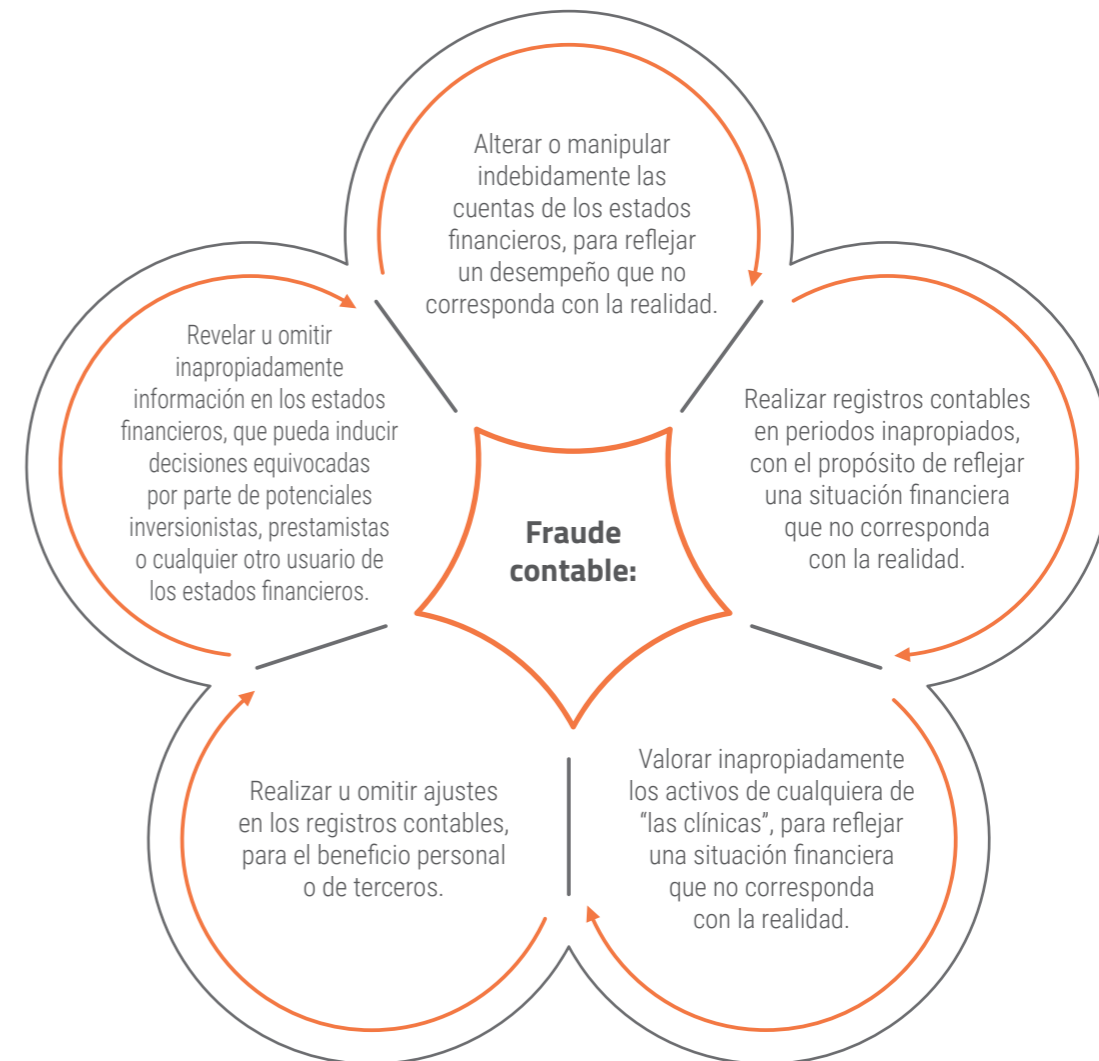 Alterar o manipular
indebidamente las
cuentas de los estados
financieros, para reflejar
un desempeño que no
corresponda con la realidad.
Realizar registros contables
en periodos inapropiados,
con el propósito de reflejar
una situación financiera
que no corresponda
con la realidad.
Valorar inapropiadamente
los activos de cualquiera de
“las clínicas”, para reflejar
una situación financiera
que no corresponda
con la realidad.
Realizar u omitir ajustes
en los registros contables,
para el beneficio personal
o de terceros.
Revelar u omitir
inapropiadamente
información en los estados
financieros, que pueda inducir
decisiones equivocadas
por parte de potenciales
inversionistas, prestamistas
o cualquier otro usuario de
los estados financieros.
Fraude
contable: